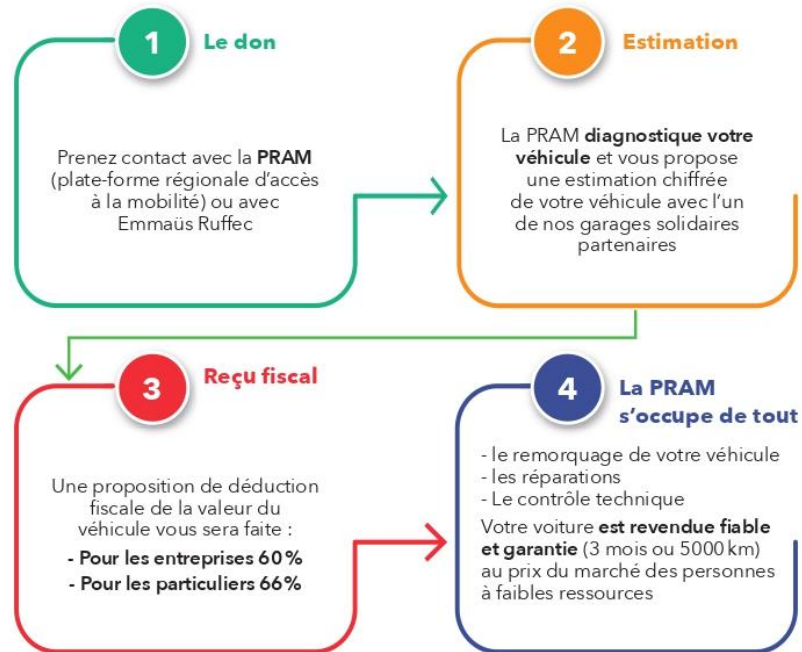 1
Le don
Prenez contact avec la PRAM
(plate-forme régionale d'accès
à la mobilité) ou avec
Emmaüs Ruffec
2
Estimation
La PRAM diagnostique votre
véhicule et vous propose
une estimation chiffrée
de votre véhicule avec l'un
de nos garages solidaires
partenaires
3
Reçu fiscal
Une proposition de déduction
fiscale de la valeur du
véhicule vous sera faite :
- Pour les entreprises 60%
- Pour les particuliers 66%
4
La PRAM
s'occupe de tout
- le remorquage de votre véhicule
- les réparations
- Le contrôle technique
Votre voiture est revendue fiable
et garantie (3 mois ou 5000 km)
au prix du marché des personnes
à faibles ressources